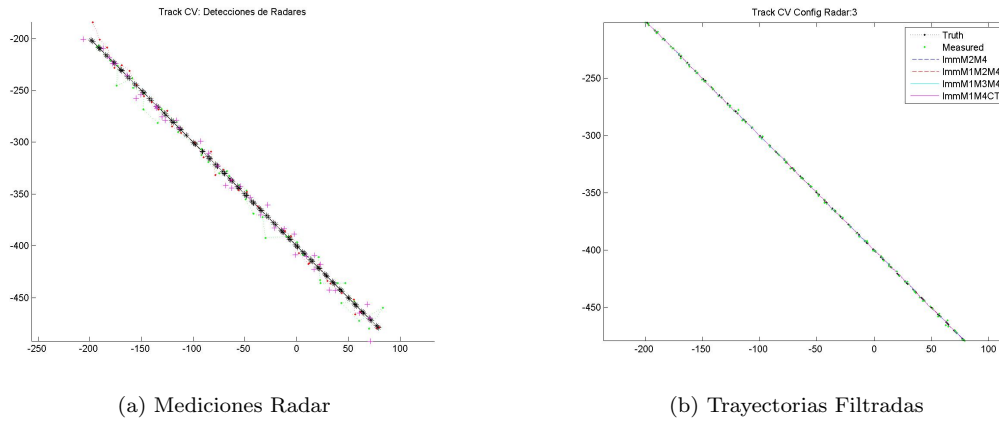 Track CV: Detecciones de Radares
-200
-250
-300
-350
-400
-450
-250 -200 -150 -100 -50 0 50 100
(a) Mediciones Radar
Track CV Config Radar:3
Truth
Measured
ImmM2M4
ImmM1M2M4
ImmM1M3M4
ImmM1M4CT
-250
-300
-350
-400
-450
-200 -150 -100 -50 0 50 100
(b) Trayectorias Filtradas